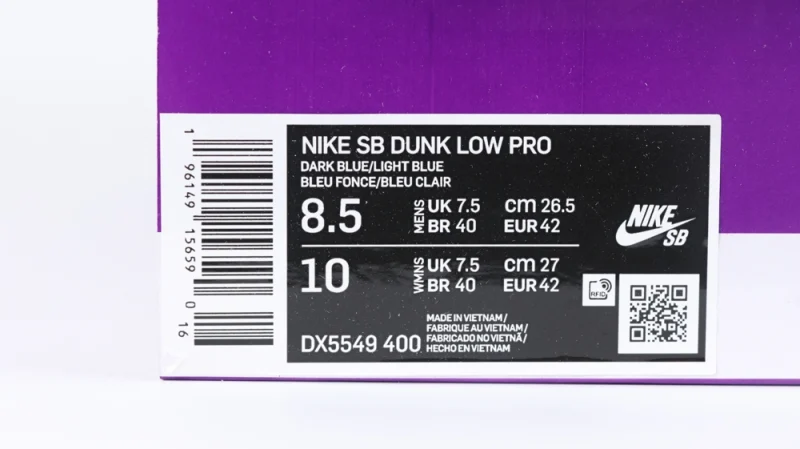 1 96149 15659 0 16
NIKE SB DUNK LOW PRO
DARK BLUE/LIGHT BLUE
BLEU FONCE/BLEU CLAIR
8.5
MENS
UK 7.5 cm 26.5
BR 40 EUR 42
10
WMNS
UK 7.5 cm 27
BR 40 EUR 42
DX5549 400
MADE IN VIETNAM/
FABRIQUE AU VIETNAM/
FABRICADO NO VIETNÃ/
HECHO EN VIETNAM
NIKE
SB
RFID